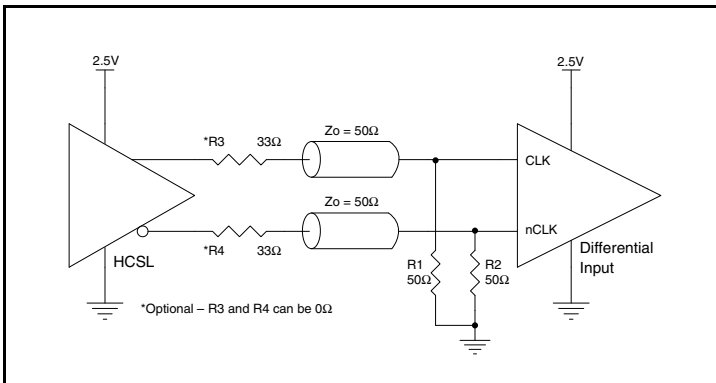 2.5V
2.5V
*R3 33Ω
Zo = 50Ω
CLK
Zo = 50Ω
nCLK
*R4 33Ω
HCSL
R1
50Ω
R2
50Ω
Differential
Input
*Optional – R3 and R4 can be 0Ω